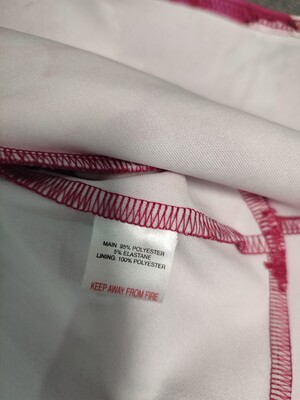 MAIN: 95% POLYESTER
5% ELASTANE
LINING: 100% POLYESTER
KEEP AWAY FROM FIRE